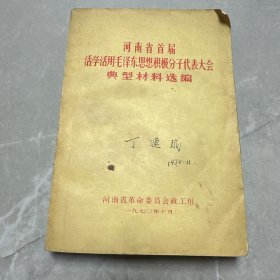 河南省首届
活学活用毛泽东思想积极分子代表大会
典型材料选编
丁建成
河南省革命委员会政工组
一九七〇年十月